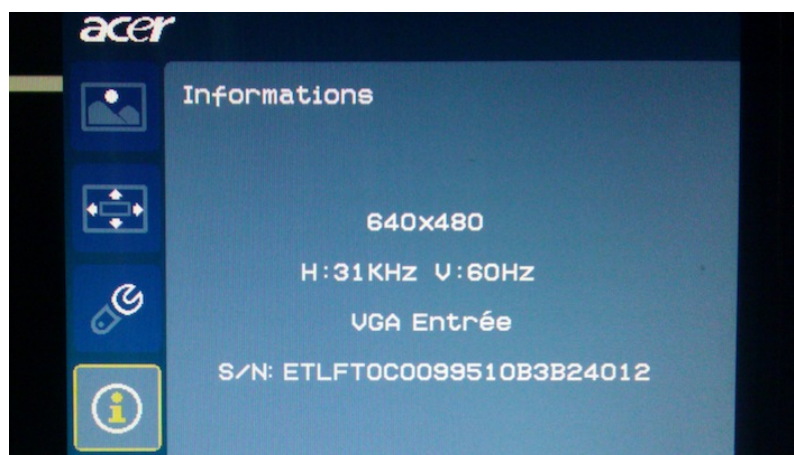 acer
Informations
640x480
H:31KHz V:60Hz
VGA Entrée
S/N: ETLFT0C0099510B3B24012